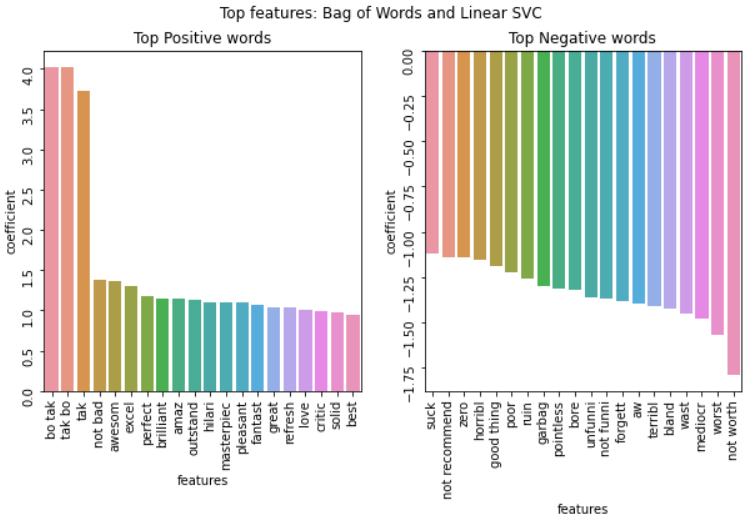 Top features: Bag of Words and Linear SVC
Top Positive words
coefficient
4.0
3.5
3.0
2.5
2.0
1.5
1.0
0.5
0.0
bo tak
tak bo
tak
not bad
awesom
excel
perfect
brilliant
amaz
outstand
hilari
masterpiec
pleasant
fantast
great
refresh
love
critic
solid
best
features
Top Negative words
coefficient
0.00
−0.25
−0.50
−0.75
−1.00
−1.25
−1.50
−1.75
suck
not recommend
zero
horribl
good thing
poor
ruin
garbag
pointless
bore
unfunni
not funni
forgett
aw
terribl
bland
wast
mediocr
worst
not worth
features